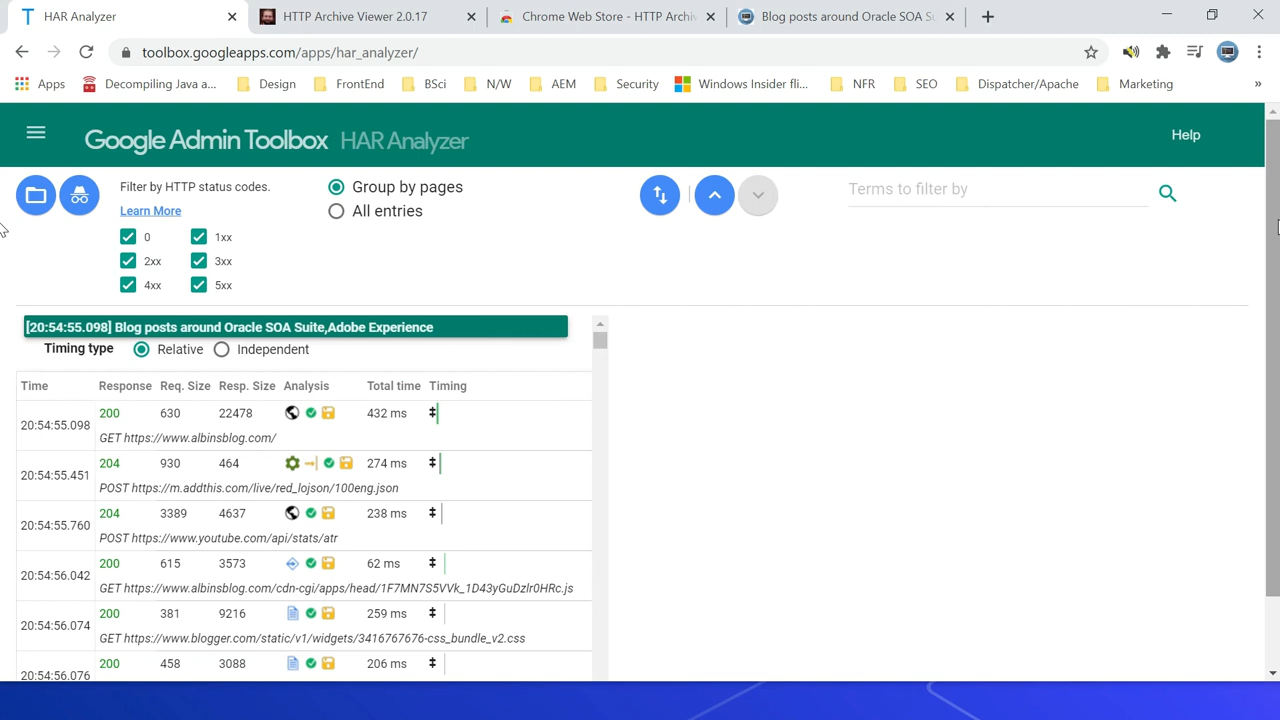 HAR Analyzer
HTTP Archive Viewer 2.0.17
Chrome Web Store - HTTP Archiv
Blog posts around Oracle SOA Su
toolbox.googleapps.com/apps/har_analyzer/
Apps
Decompiling Java a...
Design
FrontEnd
BSci
N/W
AEM
Security
Windows Insider fli...
NFR
SEO
Dispatcher/Apache
Marketing
»
Google Admin Toolbox HAR Analyzer
Help
Filter by HTTP status codes.
Learn More
0 1xx
2xx 3xx
4xx 5xx
Group by pages
All entries
Terms to filter by
[20:54:55.098] Blog posts around Oracle SOA Suite,Adobe Experience
Timing type Relative Independent
Time Response Req. Size Resp. Size Analysis Total time Timing
20:54:55.098 200 630 22478 432 ms
GET https://www.albinsblog.com/
20:54:55.451 204 930 464 274 ms
POST https://m.addthis.com/live/red_lojson/100eng.json
20:54:55.760 204 3389 4637 238 ms
POST https://www.youtube.com/api/stats/atr
20:54:56.042 200 615 3573 62 ms
GET https://www.albinsblog.com/cdn-cgi/apps/head/1F7MN7S5VVk_1D43yGuDzlr0HRc.js
20:54:56.074 200 381 9216 259 ms
GET https://www.blogger.com/static/v1/widgets/3416767676-css_bundle_v2.css
20:54:56.076 200 458 3088 206 ms